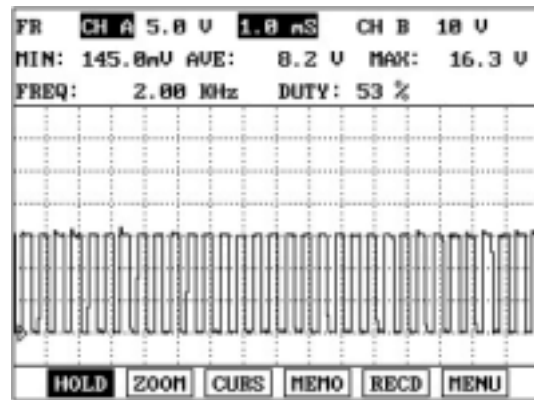 FR CH A 5.0 V 1.0 mS CH B 10 V
MIN: 145.0mV AVE: 8.2 V MAX: 16.3 V
FREQ: 2.00 KHz DUTY: 53 %
HOLD ZOOM CURS MEMO RECD MENU